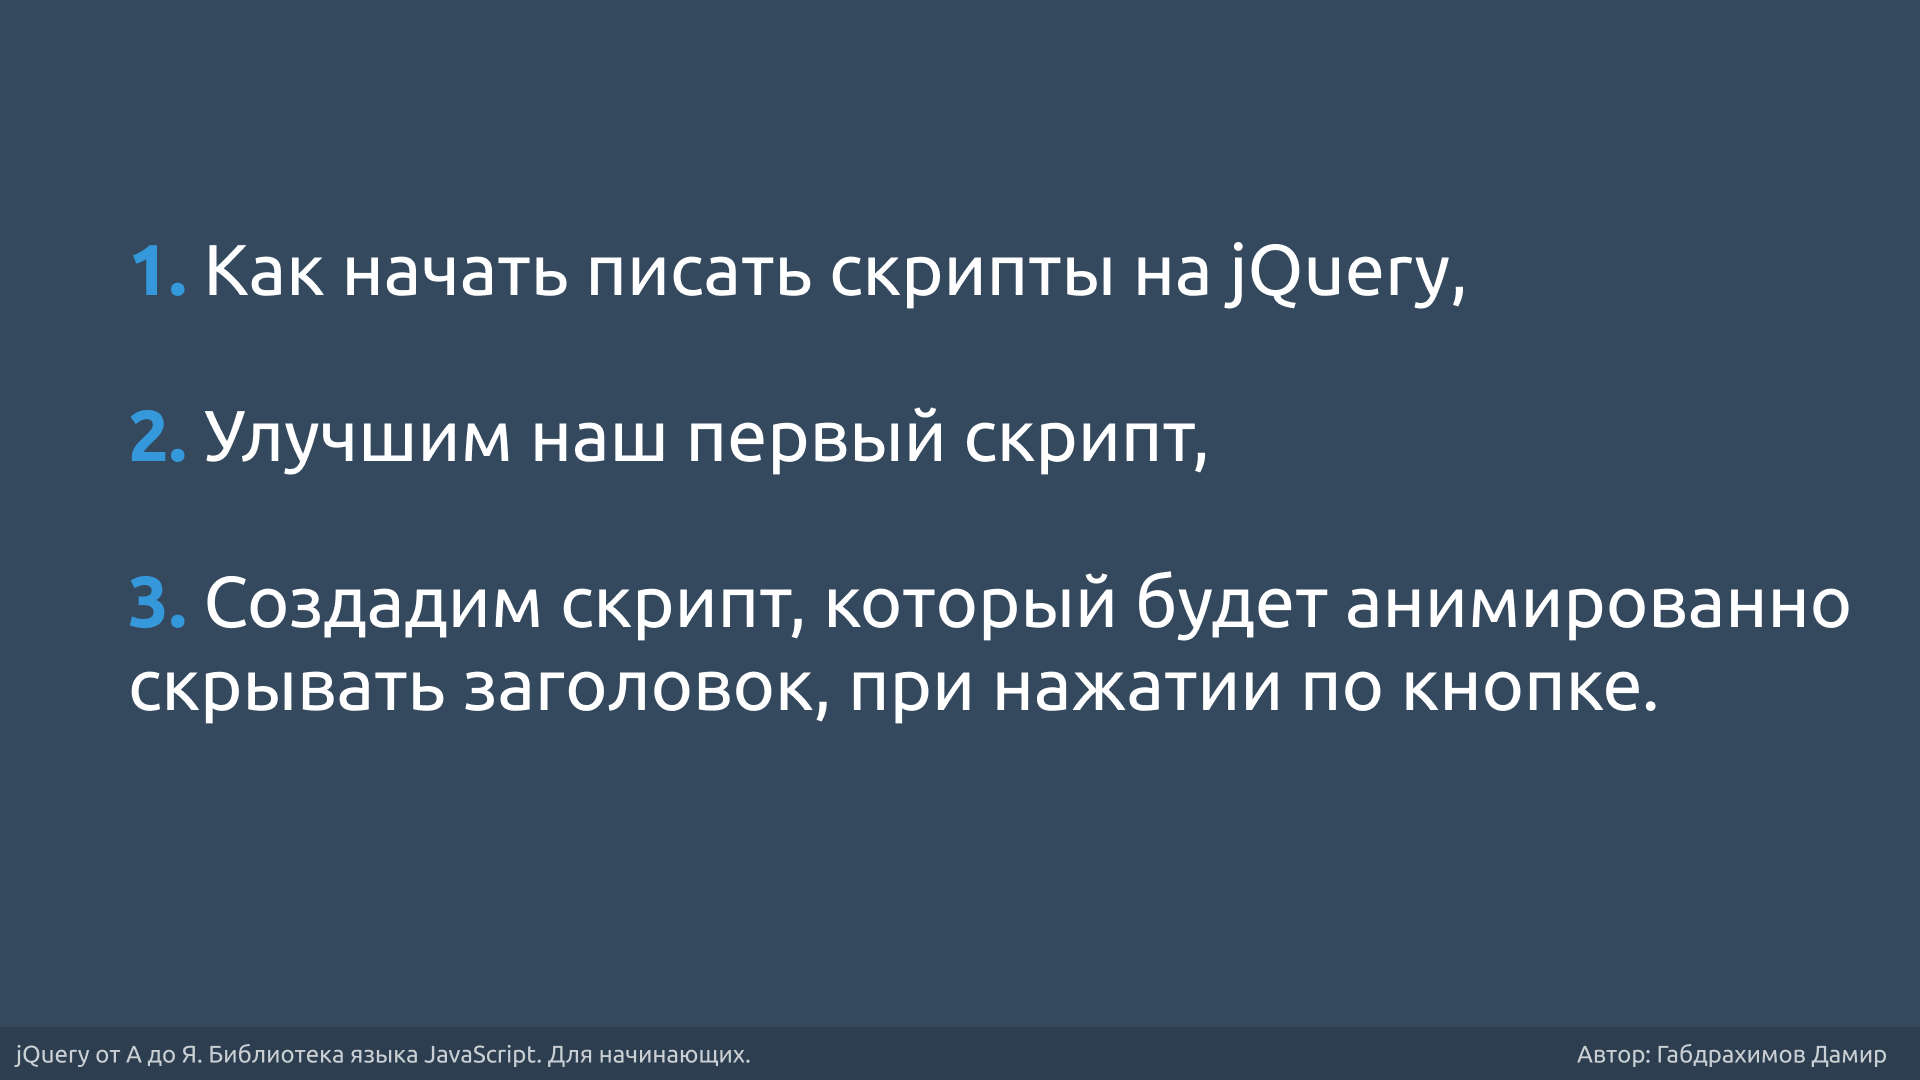 1. Как начать писать скрипты на jQuery,
2. Улучшим наш первый скрипт,
3. Создадим скрипт, который будет анимированно
скрывать заголовок, при нажатии по кнопке.
jQuery от А до Я. Библиотека языка JavaScript. Для начинающих.
Автор: Габдрахимов Дамир